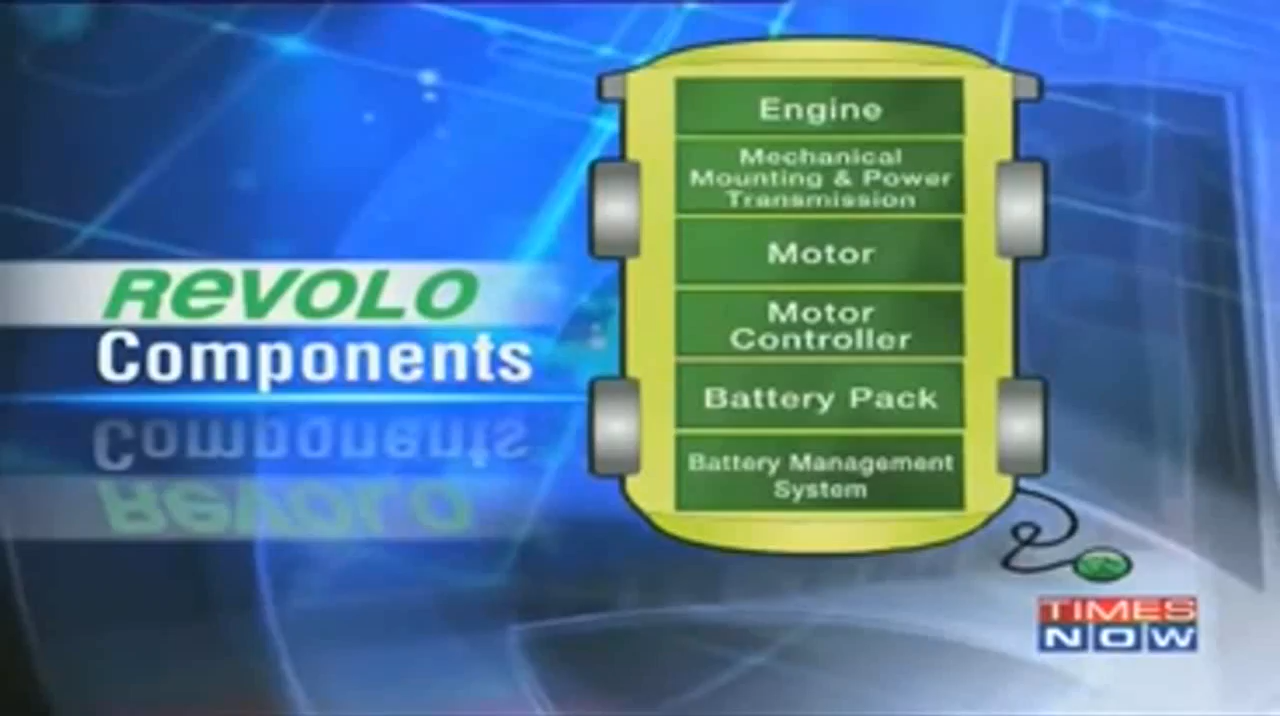 REVOLO
Components
Engine
Mechanical
Mounting & Power
Transmission
Motor
Motor
Controller
Battery Pack
Battery Management
System
TIMES
NOW